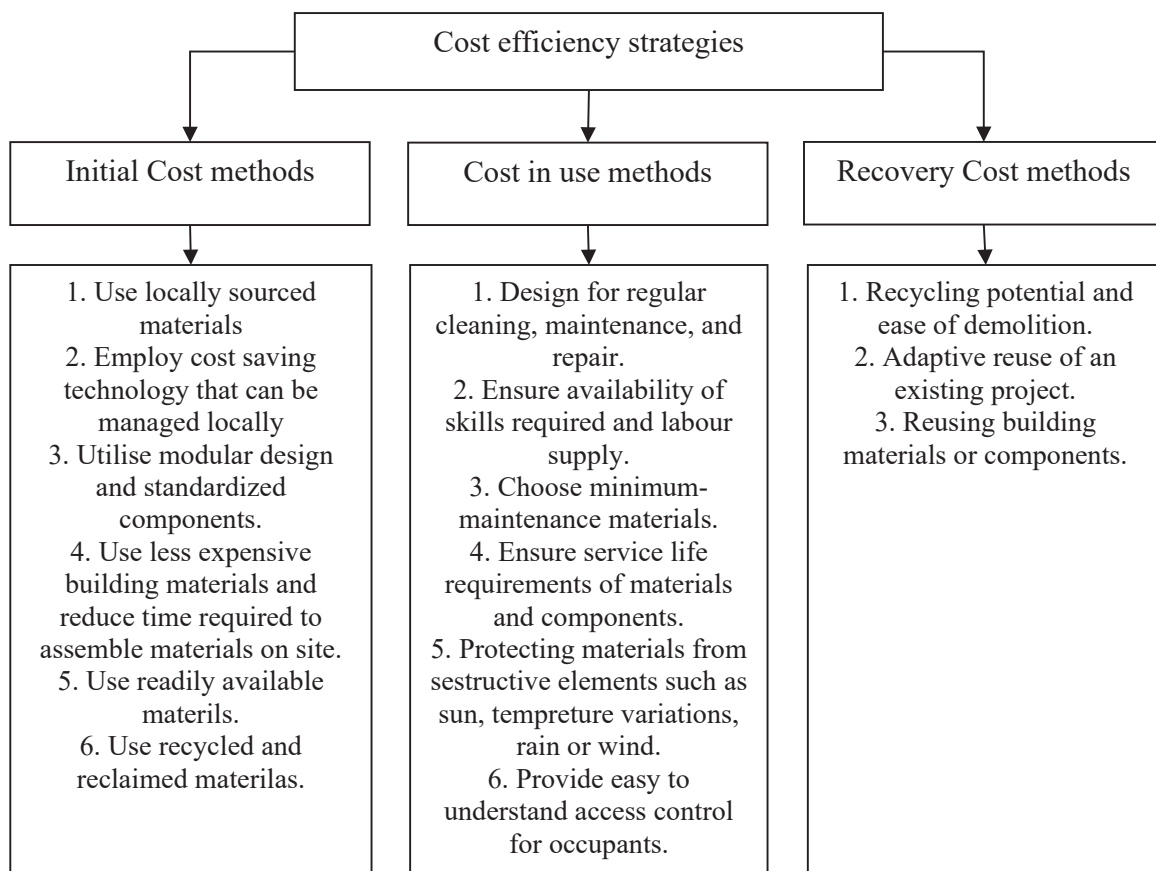 Cost efficiency strategies
Initial Cost methods
Cost in use methods
Recovery Cost methods
1. Use locally sourced
materials
2. Employ cost saving
technology that can be
managed locally
3. Utilise modular design
and standardized
components.
4. Use less expensive
building materials and
reduce time required to
assemble materials on site.
5. Use readily available
materils.
6. Use recycled and
reclaimed materilas.
1. Design for regular
cleaning, maintenance, and
repair.
2. Ensure availability of
skills required and labour
supply.
3. Choose minimum-
maintenance materials.
4. Ensure service life
requirements of materials
and components.
5. Protecting materials from
sestructive elements such as
sun, tempreture variations,
rain or wind.
6. Provide easy to
understand access control
for occupants.
1. Recycling potential and
ease of demolition.
2. Adaptive reuse of an
existing project.
3. Reusing building
materials or components.